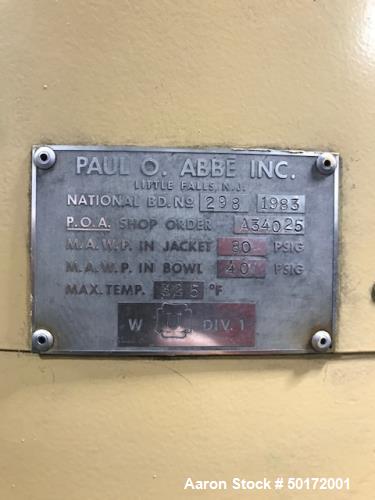 PAUL O. ABBE INC.
LITTLE FALLS, N.J.
NATIONAL BD. Nº 298 1983
P.O.A. SHOP ORDER A34025
M.A.W.P. IN JACKET 80 PSIG
M.A.W.P. IN BOWL 40 PSIG
MAX. TEMP. 325 °F
W U DIV. 1
Aaron Stock # 50172001